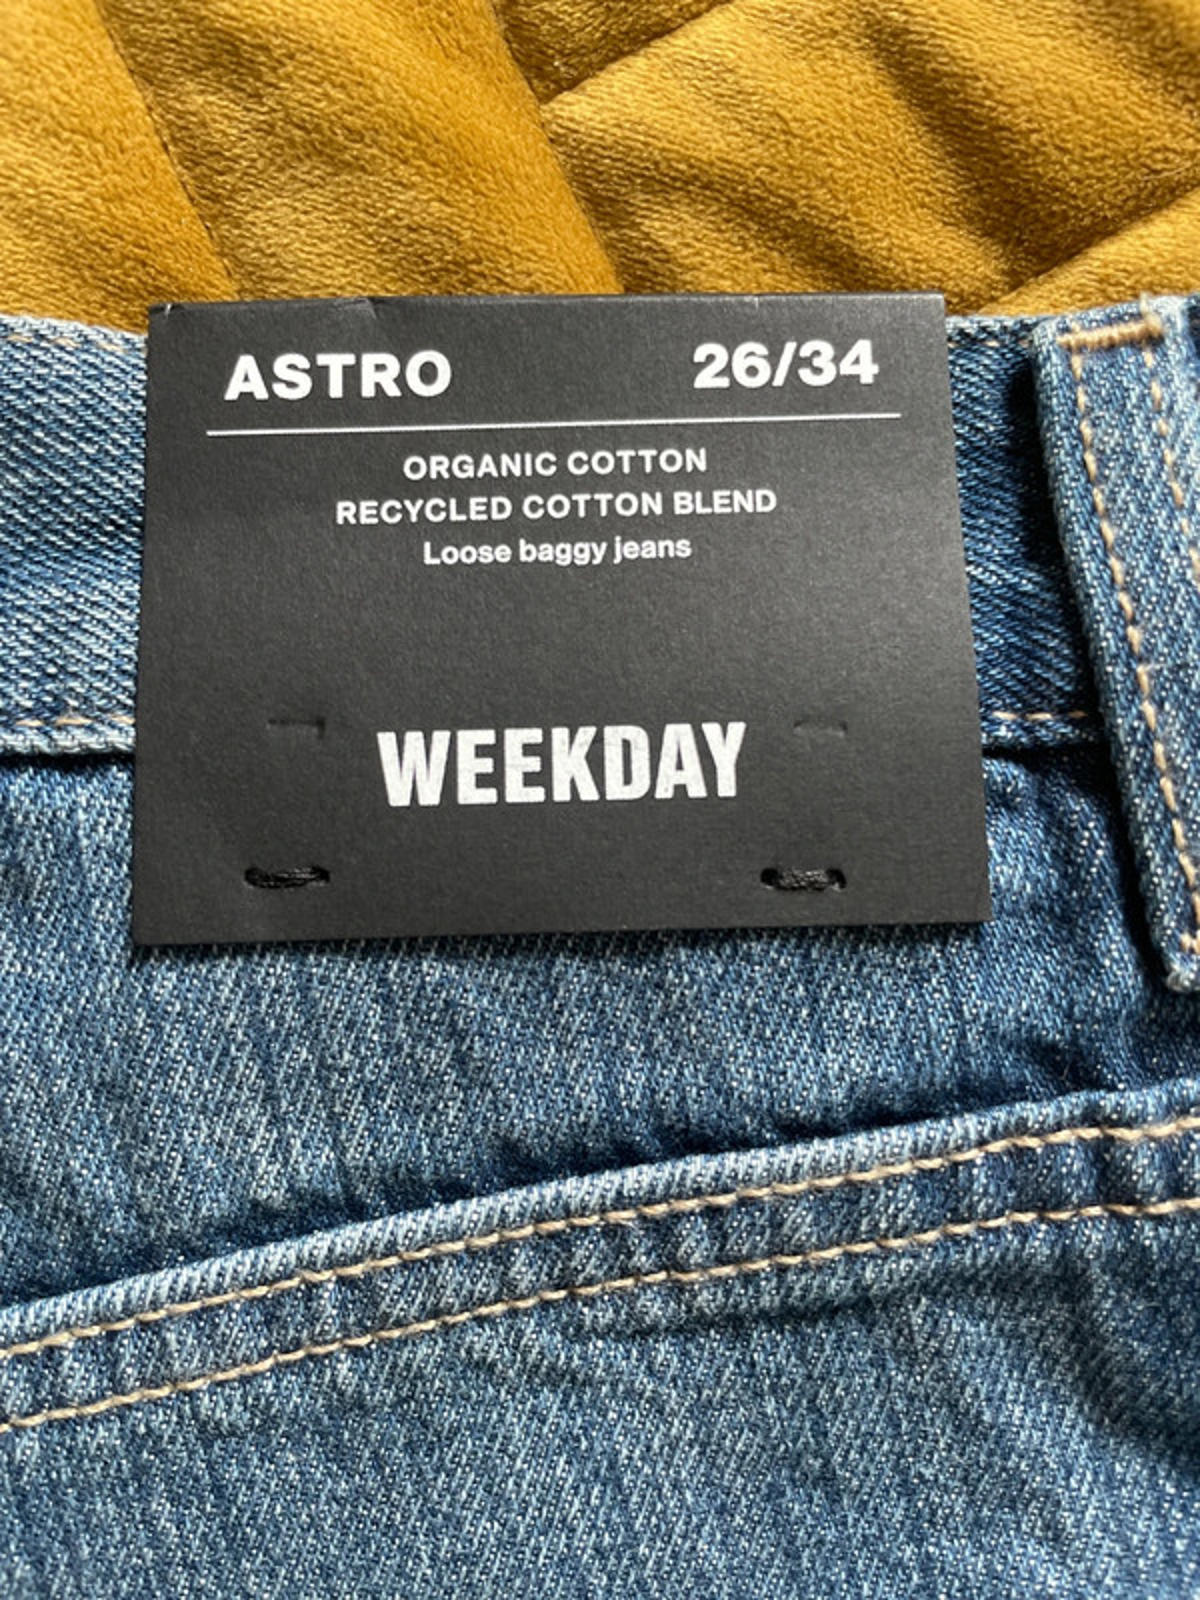 ASTRO 26/34
ORGANIC COTTON
RECYCLED COTTON BLEND
Loose baggy jeans
WEEKDAY